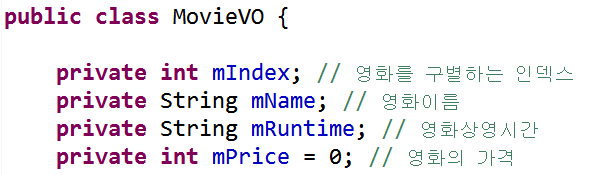 public class MovieVO {
private int mIndex; // 영화를 구별하는 인덱스
private String mName; // 영화이름
private String mRuntime; // 영화상영시간
private int mPrice = 0; // 영화의 가격